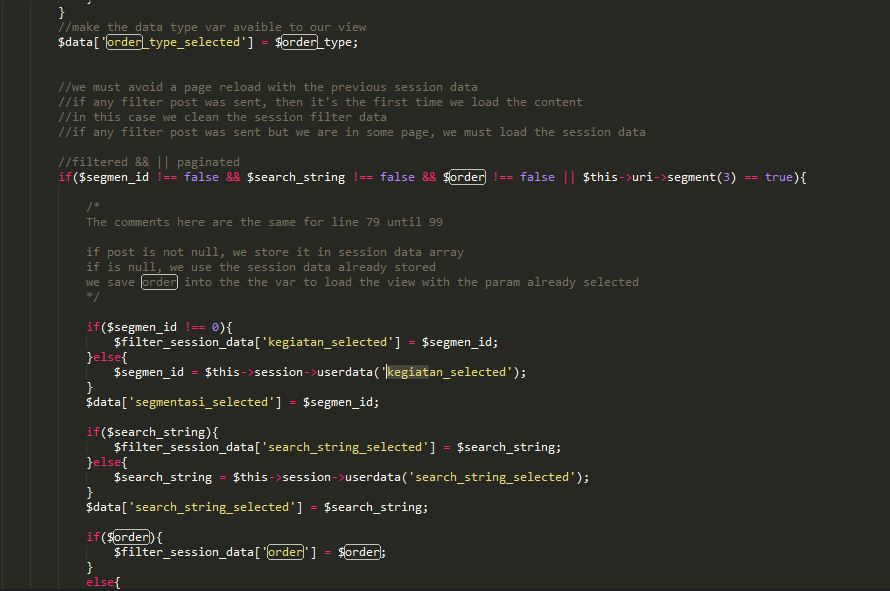 }
//make the data type var avaible to our view
$data['order_type_selected'] = $order_type;
//we must avoid a page reload with the previous session data
//if any filter post was sent, then it's the first time we load the content
//in this case we clean the session filter data
//if any filter post was sent but we are in some page, we must load the session data
//filtered && || paginated
if($segmen_id !== false && $search_string !== false && $order !== false || $this->uri->segment(3) == true){
/*
The comments here are the same for line 79 until 99
if post is not null, we store it in session data array
if is null, we use the session data already stored
we save order into the the var to load the view with the param already selected
*/
if($segmen_id !== 0){
$filter_session_data['kegiatan_selected'] = $segmen_id;
}else{
$segmen_id = $this->session->userdata('kegiatan_selected');
}
$data['segmentasi_selected'] = $segmen_id;
if($search_string){
$filter_session_data['search_string_selected'] = $search_string;
}else{
$search_string = $this->session->userdata('search_string_selected');
}
$data['search_string_selected'] = $search_string;
if($order){
$filter_session_data['order'] = $order;
}
else{